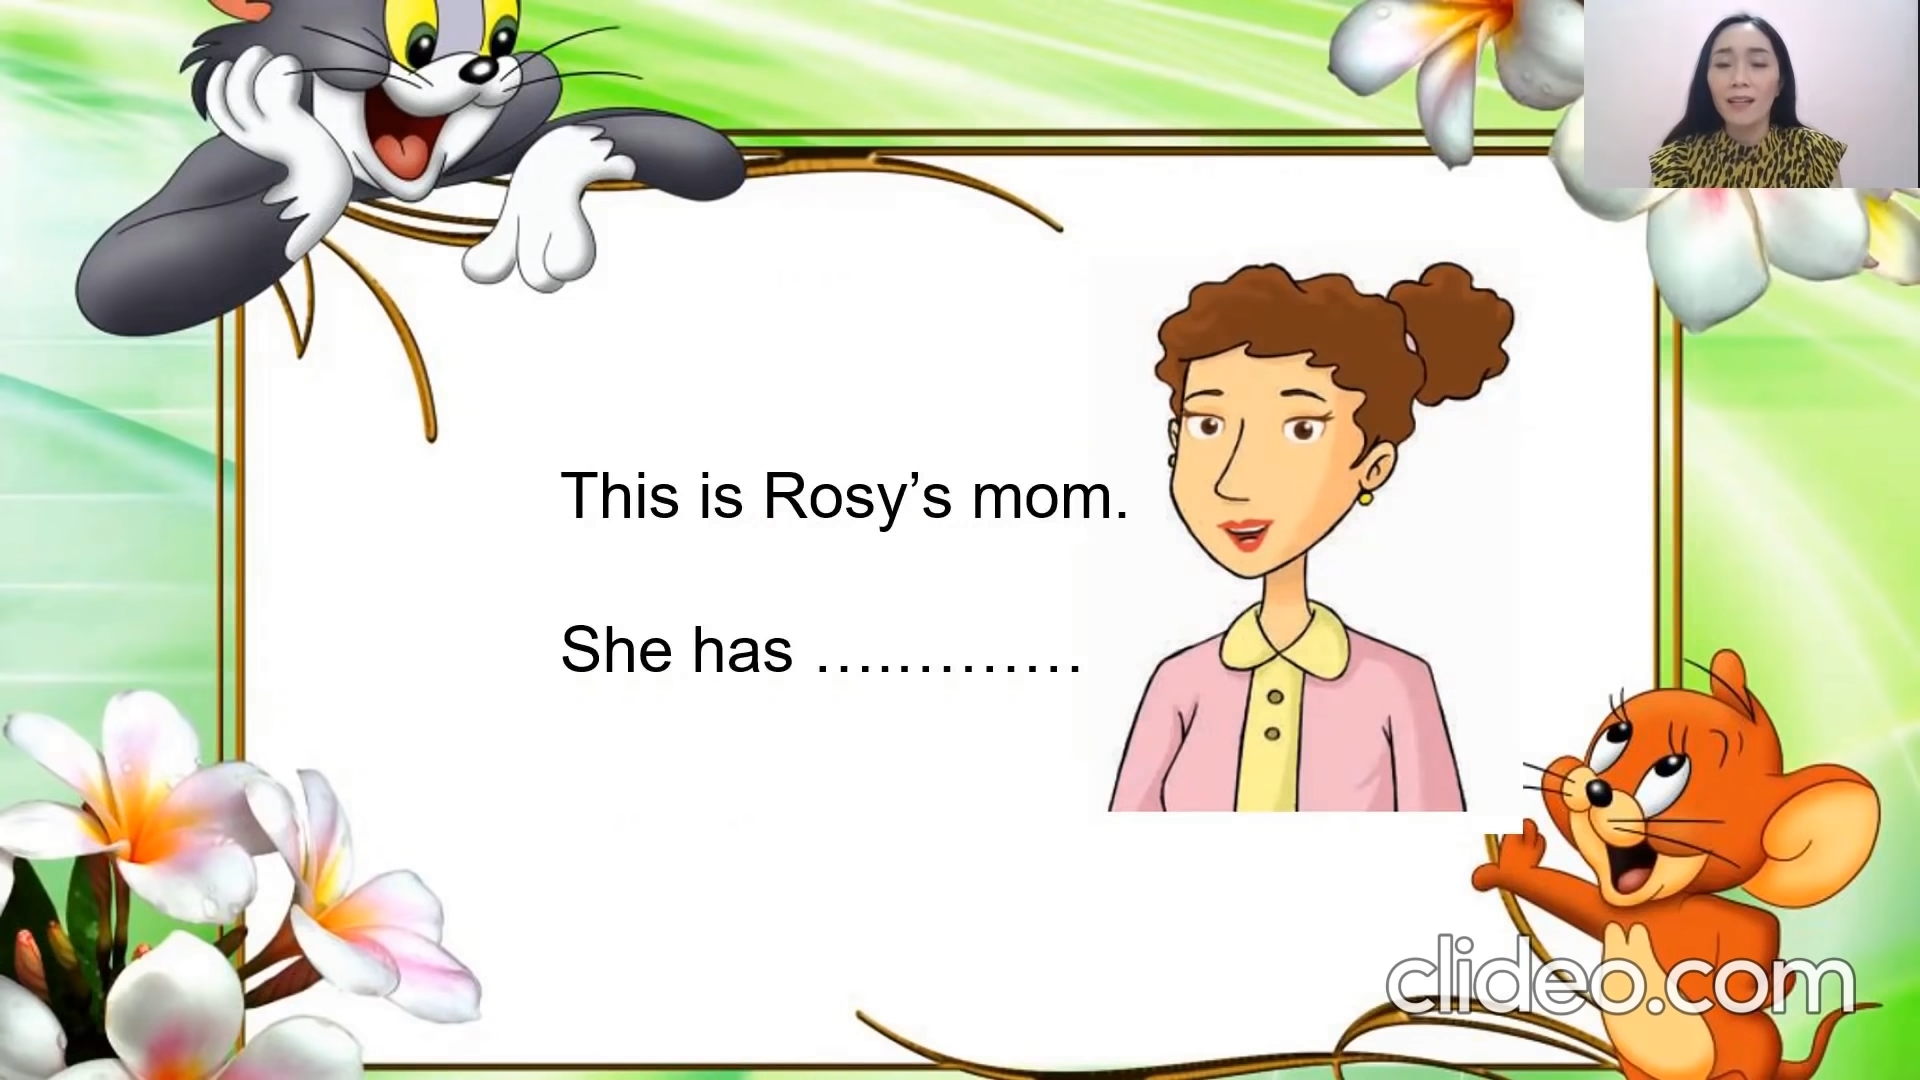 This is Rosy’s mom.
She has ….………
clideo.com